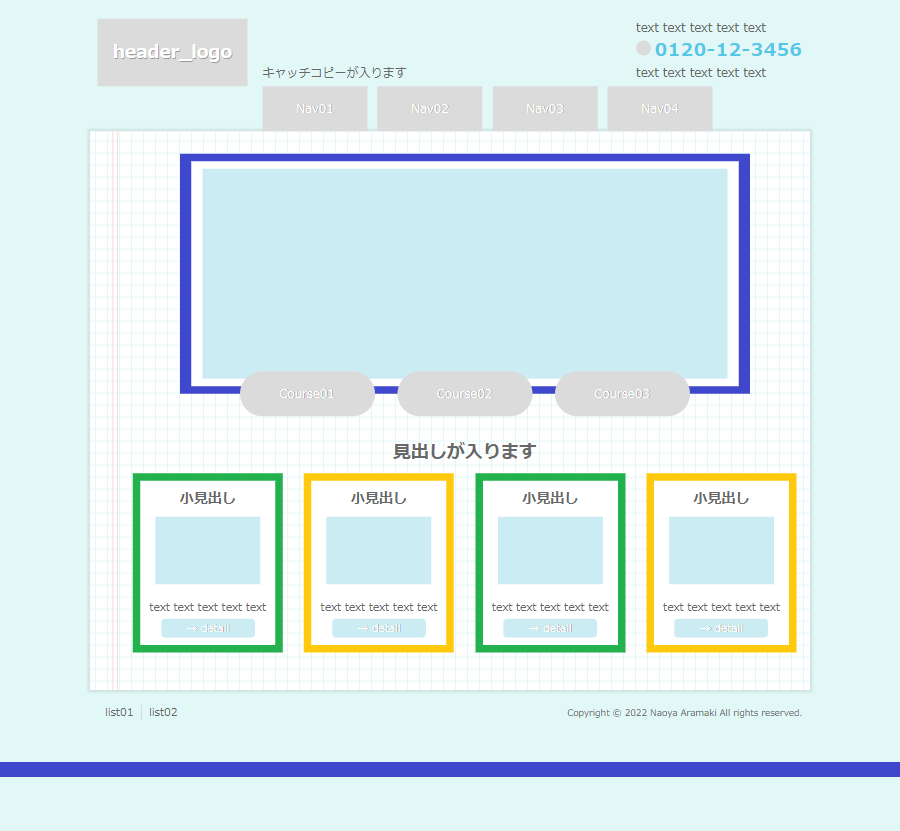 header_logo
キャッチコピーが入ります
text text text text text
0120-12-3456
text text text text text
Nav01
Nav02
Nav03
Nav04
Course01
Course02
Course03
見出しが入ります
小見出し
text text text text text
→ detail
小見出し
text text text text text
→ detail
小見出し
text text text text text
→ detail
小見出し
text text text text text
→ detail
list01
list02
Copyright © 2022 Naoya Aramaki All rights reserved.